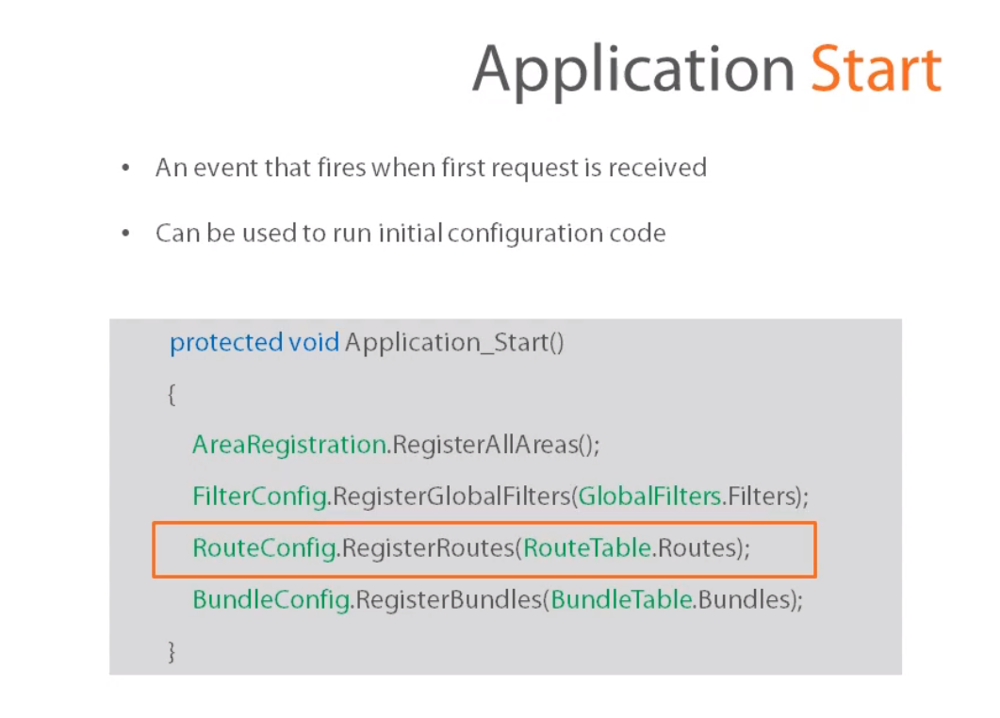 Application Start
• An event that fires when first request is received
• Can be used to run initial configuration code
protected void Application_Start()
{
AreaRegistration.RegisterAllAreas();
FilterConfig.RegisterGlobalFilters(GlobalFilters.Filters);
RouteConfig.RegisterRoutes(RouteTable.Routes);
BundleConfig.RegisterBundles(BundleTable.Bundles);
}